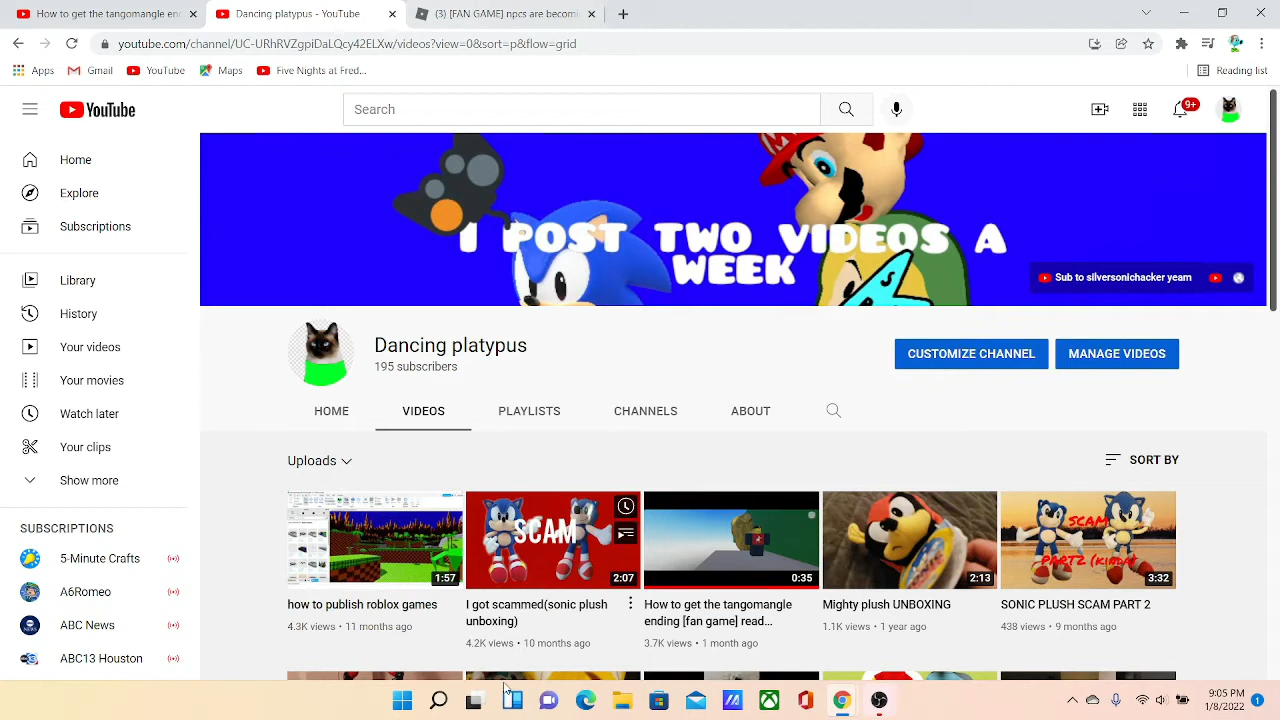 how to get the tangomangle end
Dancing platypus - YouTube
(3) [PLAYGAME] npcs are becomi
youtube.com/channel/UC-URhRVZgpiDaLQcy42ELXw/videos?view=0&sort=p&flow=grid
Apps
Gmail
YouTube
Maps
Five Nights at Fred...
Reading list
YouTube
Search
9+
Home
Explore
Subscriptions
Library
History
Your videos
Your movies
Watch later
Your clips
Show more
SUBSCRIPTIONS
5-Minute Crafts
A6Roblox
ABC News
ABC13 Houston
I POST TWO VIDEOS A
WEEK
Sub to silversonichacker yeam
Dancing platypus
195 subscribers
CUSTOMIZE CHANNEL
MANAGE VIDEOS
HOME
VIDEOS
PLAYLISTS
CHANNELS
ABOUT
Uploads
SORT BY
1:57
SCAM
2:07
0:35
2:13
SCAM
PART2 (kinda)
3:32
how to publish roblox games
4.3K views • 11 months ago
I got scammed(sonic plush
unboxing)
4.2K views • 10 months ago
How to get the tangomangle
ending [fan game] read...
3.7K views • 1 month ago
Mighty plush UNBOXING
1.1K views • 1 year ago
SONIC PLUSH SCAM PART 2
438 views • 9 months ago
9:05 PM
1/8/2022
1